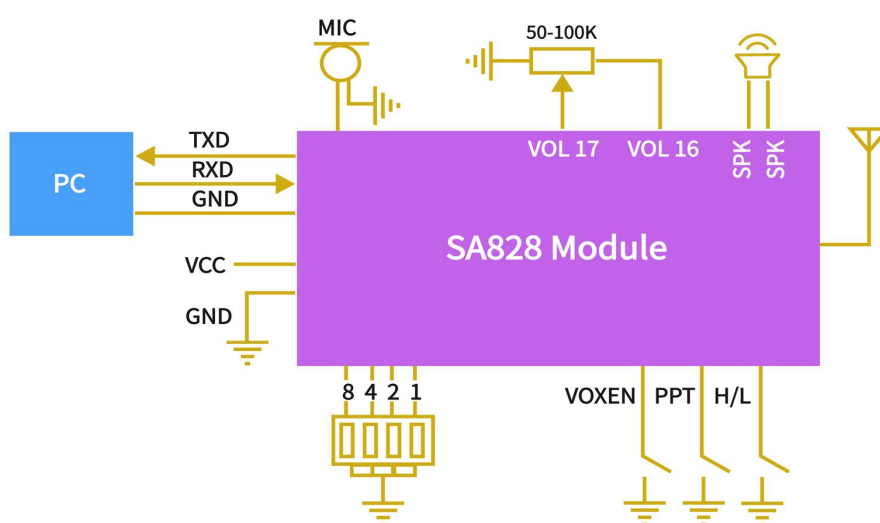 MIC
50-100K
TXD
RXD
GND
PC
VOL 17
VOL 16
SPK
SPK
SA828 Module
VCC
GND
8 4 2 1
VOXEN
PPT
H/L